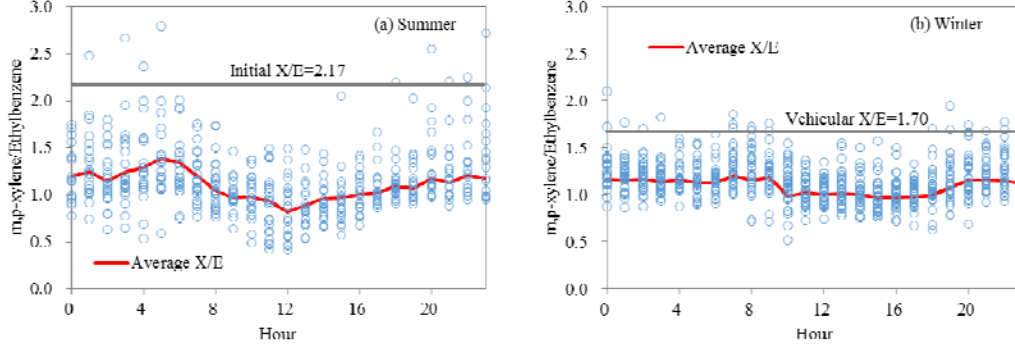 (a) Summer
m,p-xylene/Ethylbenzene
3.0
2.5
2.0
1.5
1.0
0.5
0.0
Initial X/E=2.17
Average X/E
0 4 8 12 16 20
Hour
(b) Winter
m,p-xylene/Ethylbenzene
3.0
2.5
2.0
1.5
1.0
0.5
0.0
Average X/E
Vehicular X/E=1.70
0 4 8 12 16 20
Hour